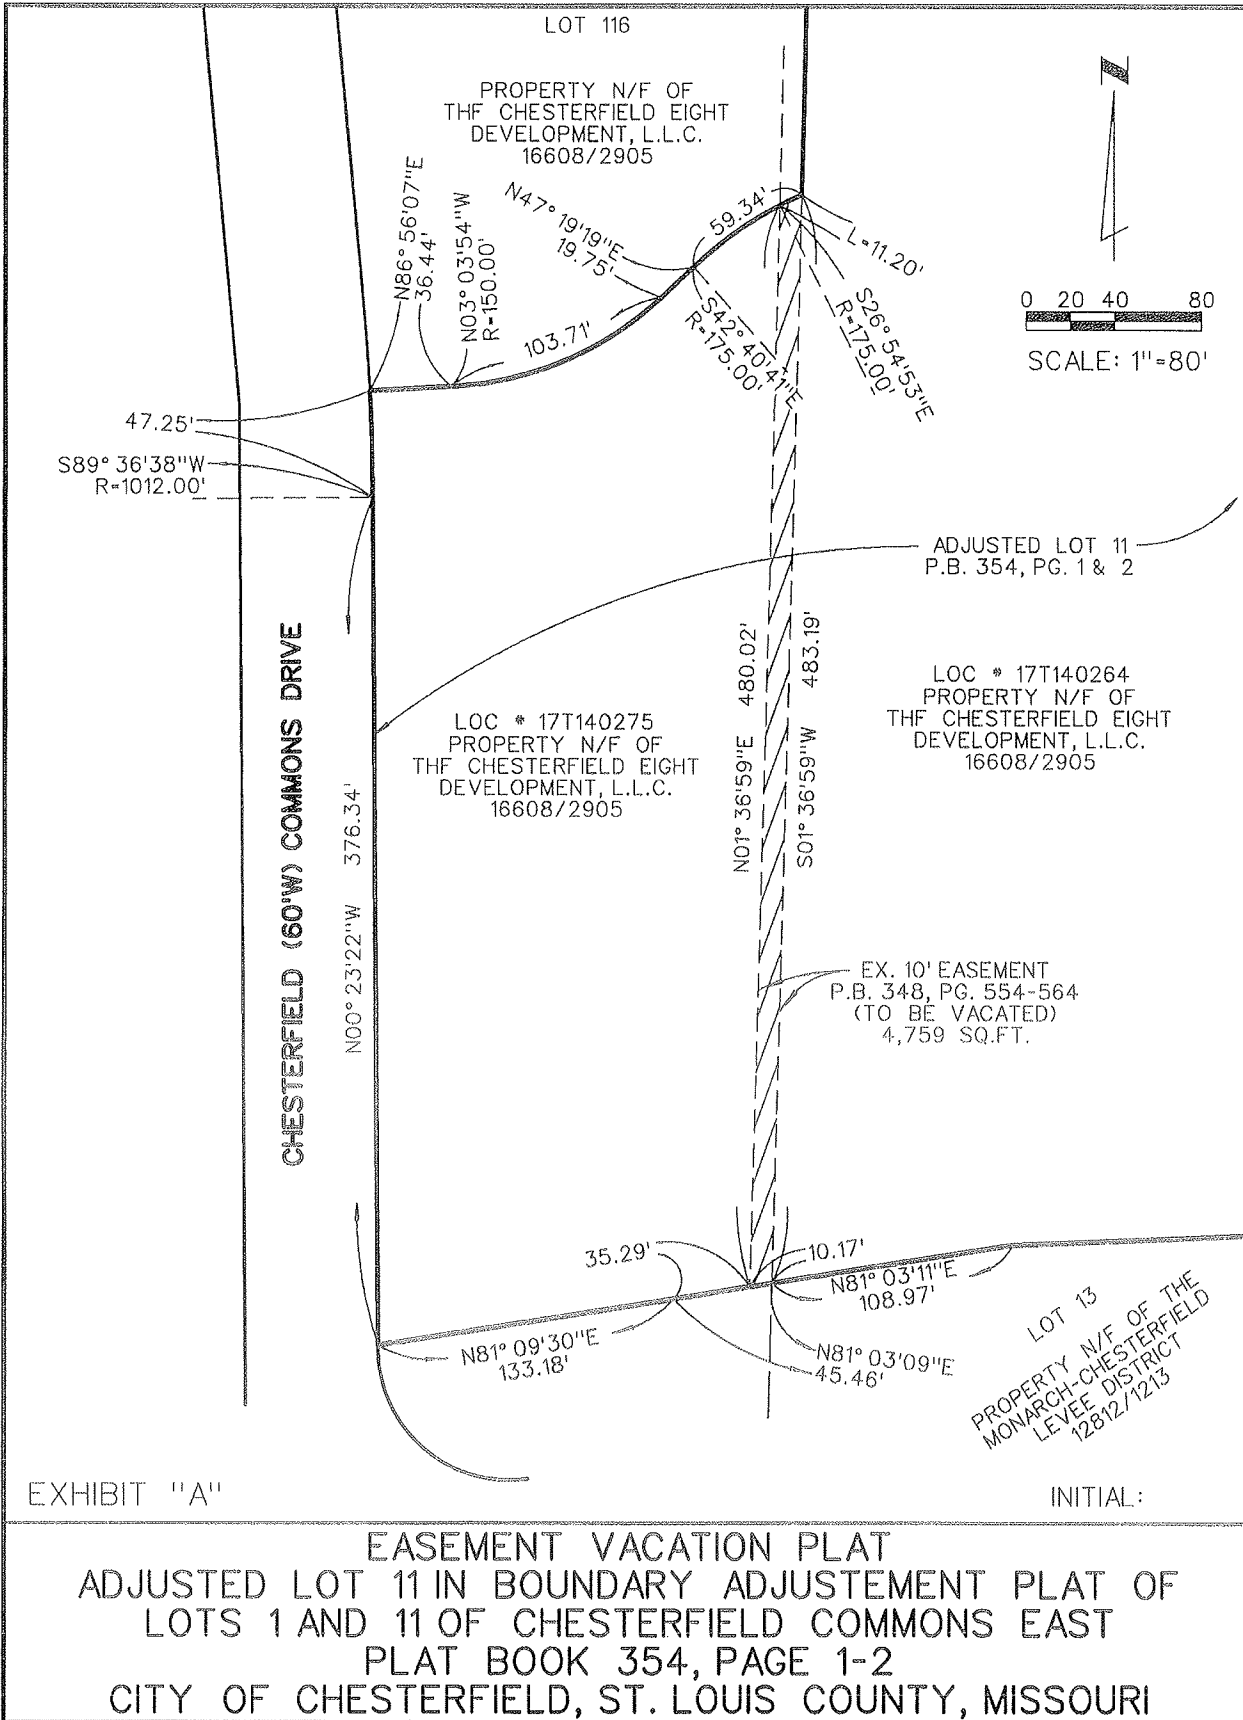 LOT 116
PROPERTY N/F OF
THF CHESTERFIELD EIGHT
DEVELOPMENT, L.L.C.
16608/2905
N
N86°56'07"E
36.44'
N03°03'54"W
R=150.00'
N47°19'19"E
19.75'
59.34'
L=11.20'
103.71'
S42°40'41"E
R=175.00'
S26°54'53"E
R=175.00'
0 20 40 80
SCALE: 1"=80'
47.25'
S89°36'38"W
R=1012.00'
ADJUSTED LOT 11
P.B. 354, PG. 1 & 2
CHESTERFIELD (60'W) COMMONS DRIVE
N00°23'22"W 376.34'
LOC # 17T140275
PROPERTY N/F OF
THF CHESTERFIELD EIGHT
DEVELOPMENT, L.L.C.
16608/2905
N01°36'59"E 480.02'
S01°36'59"W 483.19'
LOC # 17T140264
PROPERTY N/F OF
THF CHESTERFIELD EIGHT
DEVELOPMENT, L.L.C.
16608/2905
EX. 10' EASEMENT
P.B. 348, PG. 554-564
(TO BE VACATED)
4,759 SQ.FT.
35.29'
10.17'
N81°03'11"E
108.97'
N81°09'30"E
133.18'
N81°03'09"E
45.46'
LOT 13
PROPERTY N/F OF THE
MONARCH-CHESTERFIELD
LEVEE DISTRICT
12812/1213
EXHIBIT "A"
INITIAL:
EASEMENT VACATION PLAT
ADJUSTED LOT 11 IN BOUNDARY ADJUSTEMENT PLAT OF
LOTS 1 AND 11 OF CHESTERFIELD COMMONS EAST
PLAT BOOK 354, PAGE 1-2
CITY OF CHESTERFIELD, ST. LOUIS COUNTY, MISSOURI